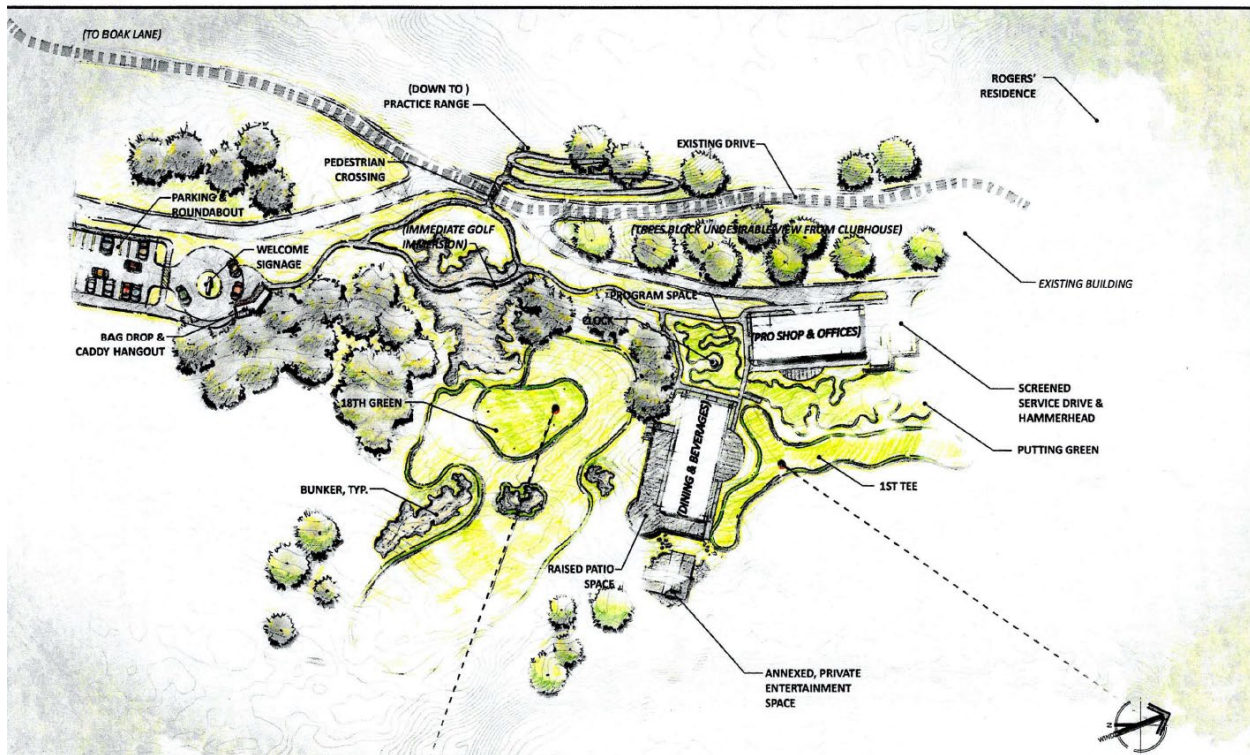 (TO BOAK LANE)
(DOWN TO )
PRACTICE RANGE
ROGERS'
RESIDENCE
PEDESTRIAN
CROSSING
EXISTING DRIVE
PARKING &
ROUNDABOUT
(IMMEDIATE GOLF
IMMERSION)
(TREES BLOCK UNDESIRABLE VIEW FROM CLUBHOUSE)
WELCOME
SIGNAGE
EXISTING BUILDING
PROGRAM SPACE
BAG DROP &
CADDY HANGOUT
CLOCK
(PRO SHOP & OFFICES)
SCREENED
SERVICE DRIVE &
HAMMERHEAD
18TH GREEN
(DINING & BEVERAGES)
PUTTING GREEN
1ST TEE
BUNKER, TYP.
RAISED PATIO
SPACE
ANNEXED, PRIVATE
ENTERTAINMENT
SPACE
N
WIND